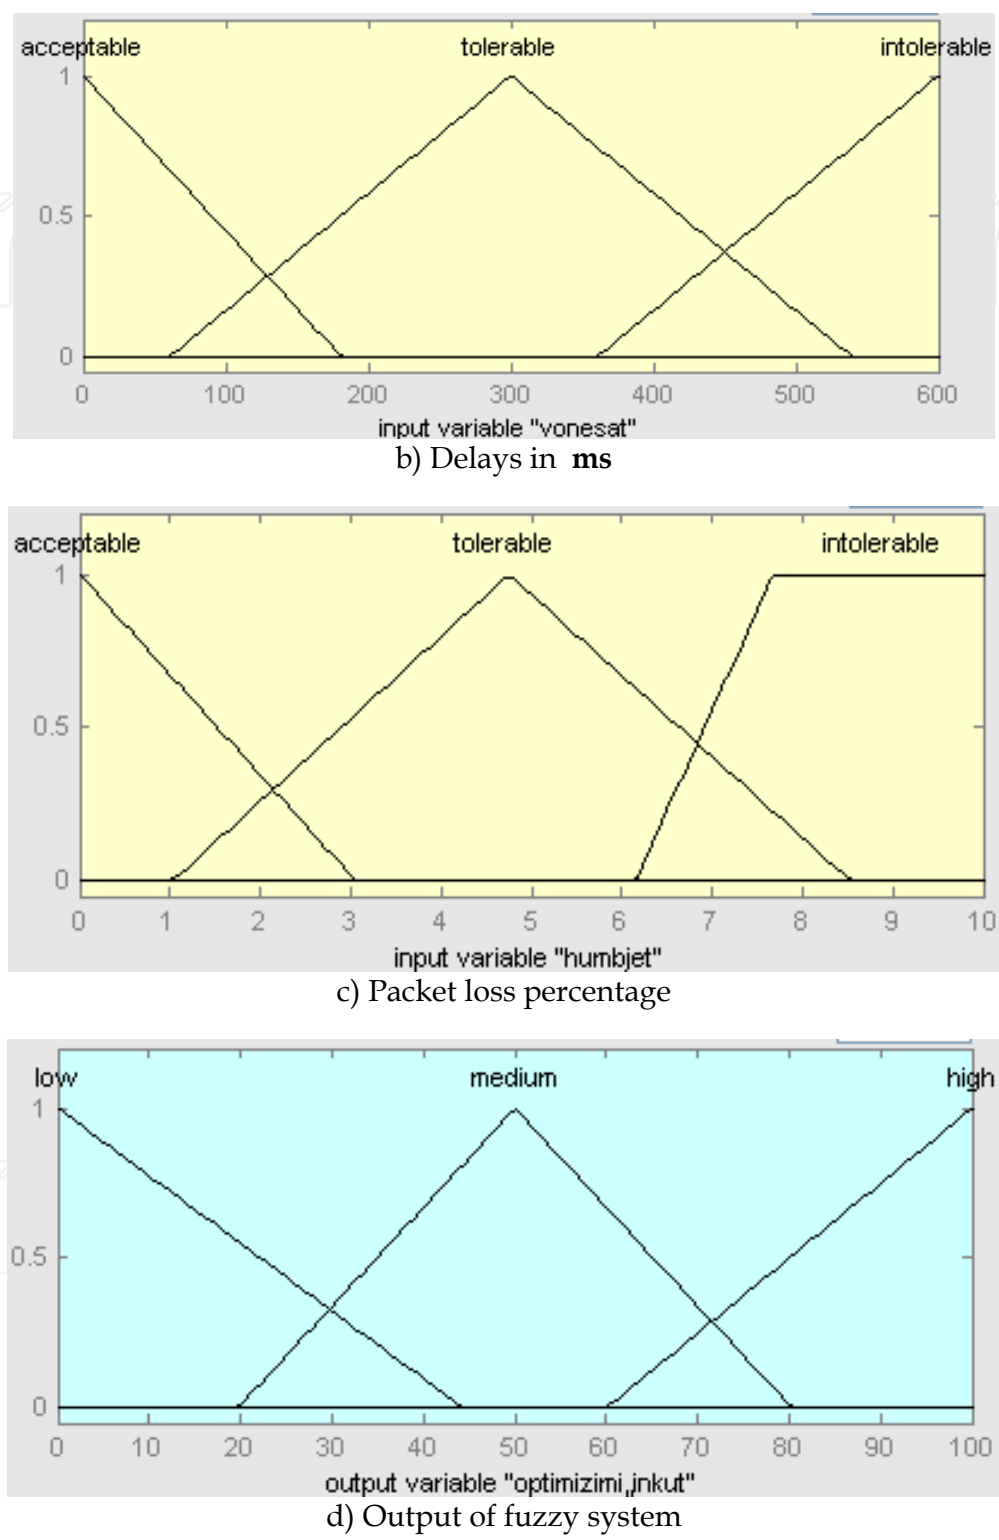 acceptable tolerable intolerable
1
0.5
0
0 100 200 300 400 500 600
input variable "vonesat"
b) Delays in ms
acceptable tolerable intolerable
1
0.5
0
0 1 2 3 4 5 6 7 8 9 10
input variable "humbjet"
c) Packet loss percentage
low medium high
1
0.5
0
0 10 20 30 40 50 60 70 80 90 100
output variable "optimizimi
d) Output of fuzzy system